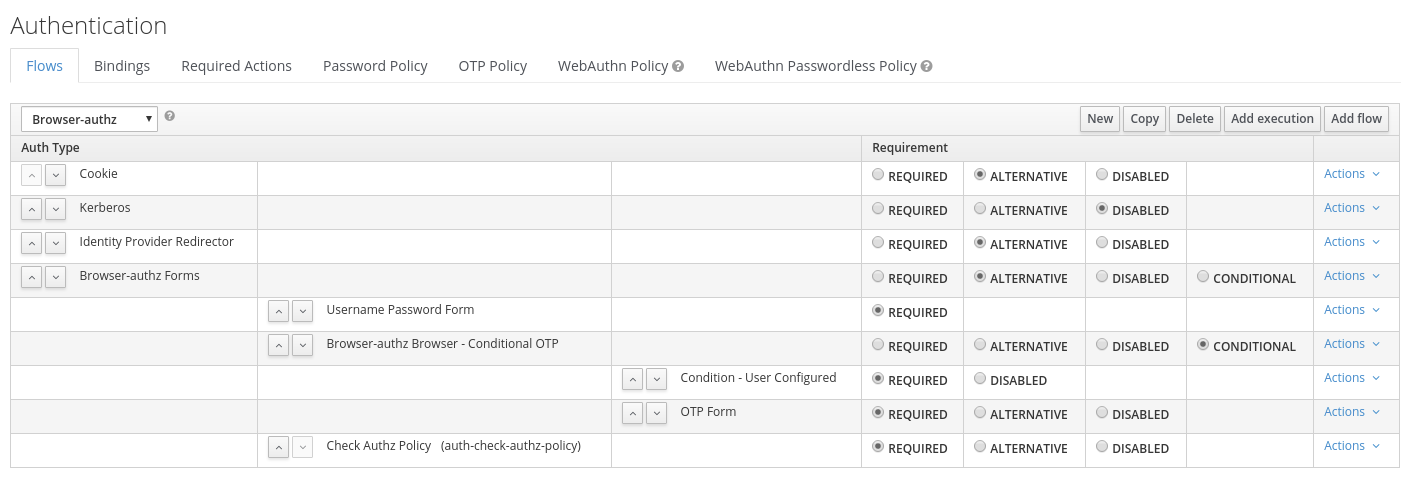 Authentication
Flows Bindings Required Actions Password Policy OTP Policy WebAuthn Policy ? WebAuthn Passwordless Policy ?
Browser-authz ? New Copy Delete Add execution Add flow
Auth Type Requirement
Cookie REQUIRED ALTERNATIVE DISABLED Actions
Kerberos REQUIRED ALTERNATIVE DISABLED Actions
Identity Provider Redirector REQUIRED ALTERNATIVE DISABLED Actions
Browser-authz Forms REQUIRED ALTERNATIVE DISABLED CONDITIONAL Actions
Username Password Form REQUIRED Actions
Browser-authz Browser - Conditional OTP REQUIRED ALTERNATIVE DISABLED CONDITIONAL Actions
Condition - User Configured REQUIRED DISABLED Actions
OTP Form REQUIRED ALTERNATIVE DISABLED Actions
Check Authz Policy (auth-check-authz-policy) REQUIRED ALTERNATIVE DISABLED Actions